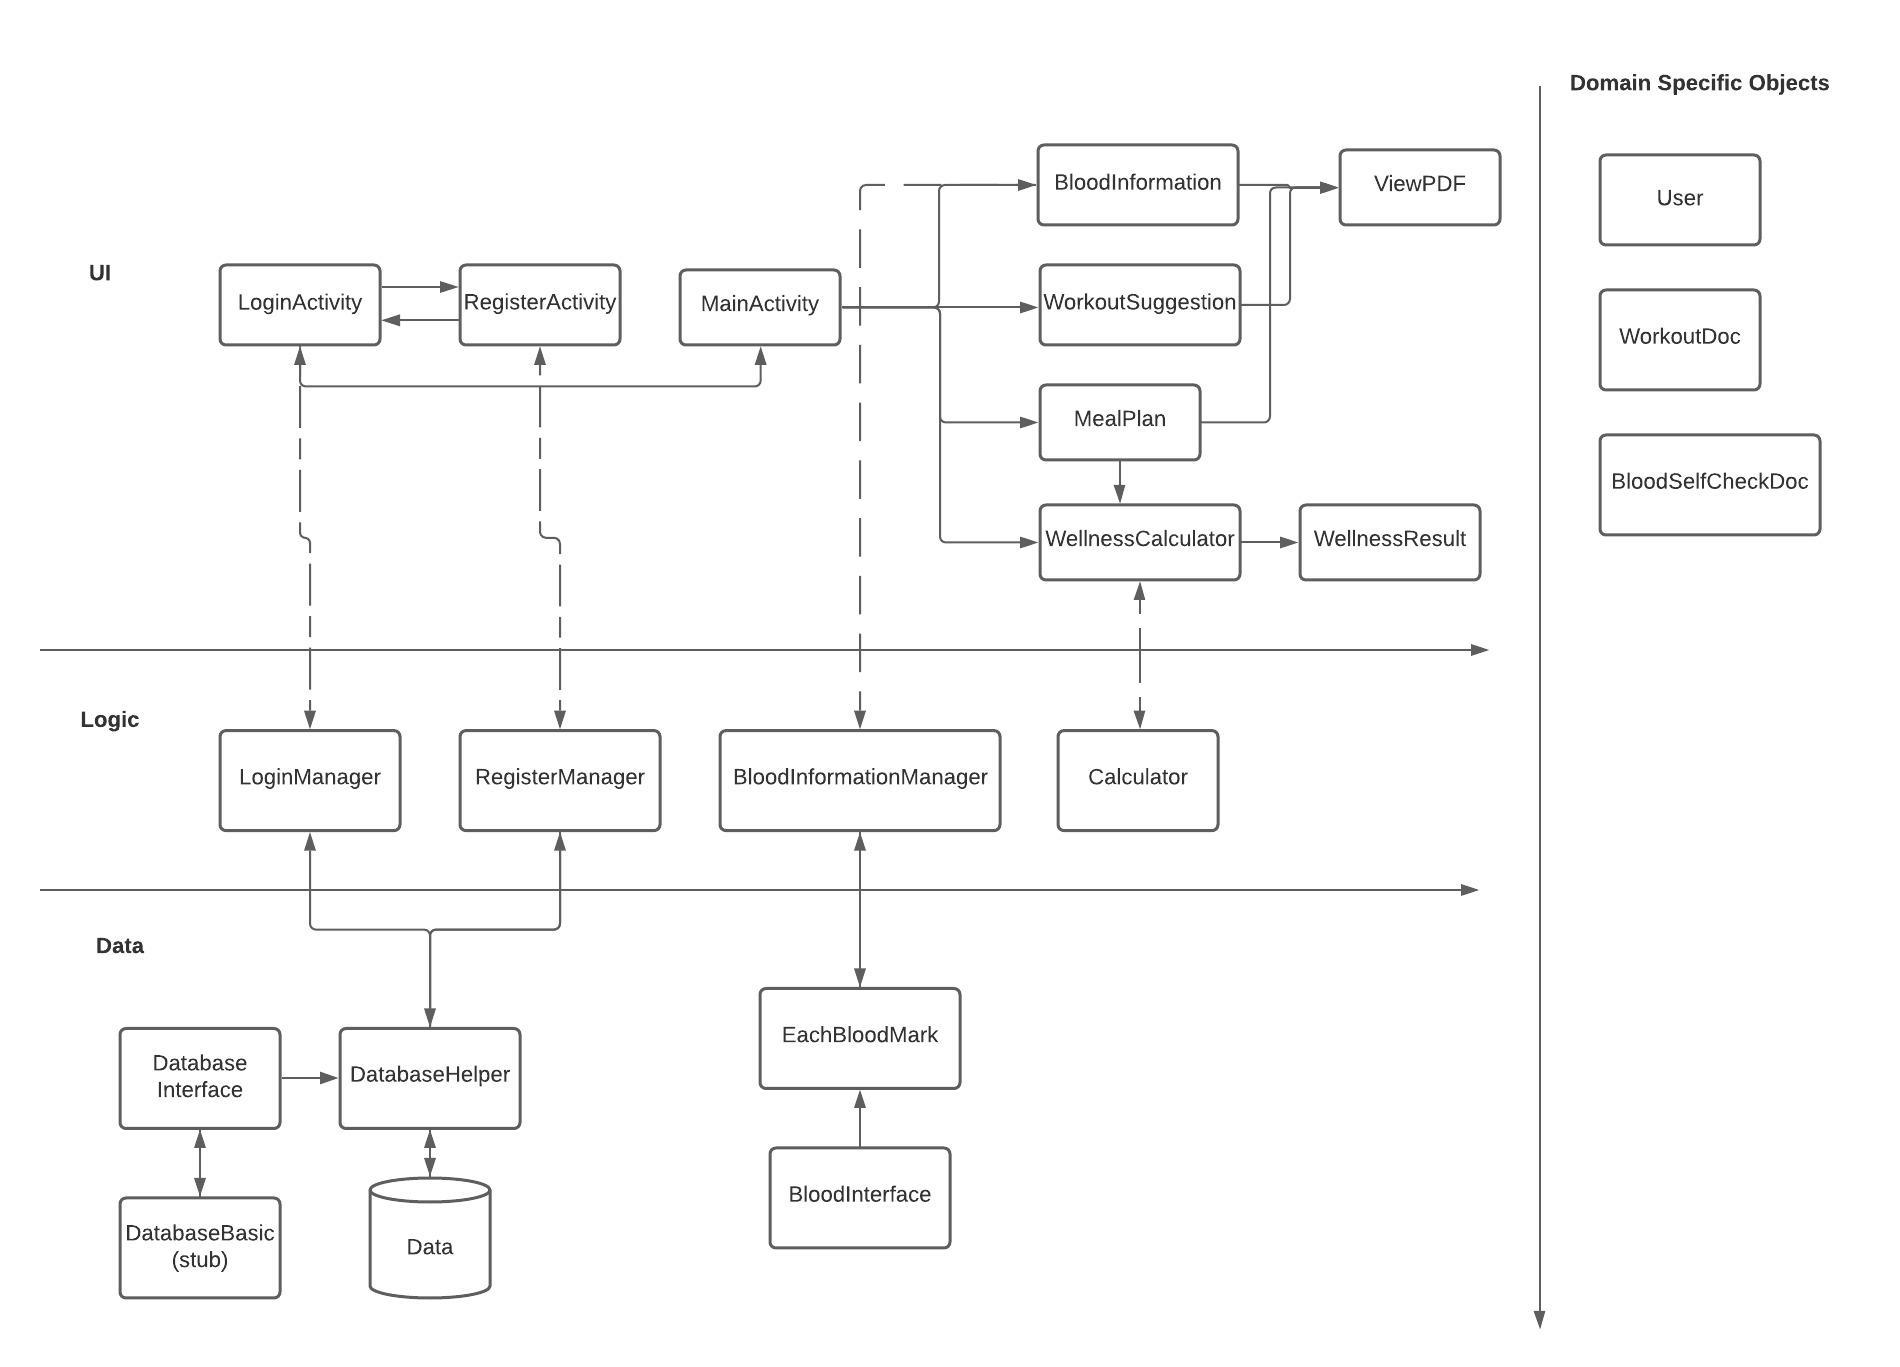 Domain Specific Objects
BloodInformation
ViewPDF
User
UI
LoginActivity
RegisterActivity
MainActivity
WorkoutSuggestion
WorkoutDoc
MealPlan
BloodSelfCheckDoc
WellnessCalculator
WellnessResult
Logic
LoginManager
RegisterManager
BloodInformationManager
Calculator
Data
EachBloodMark
Database
Interface
DatabaseHelper
BloodInterface
DatabaseBasic
(stub)
Data